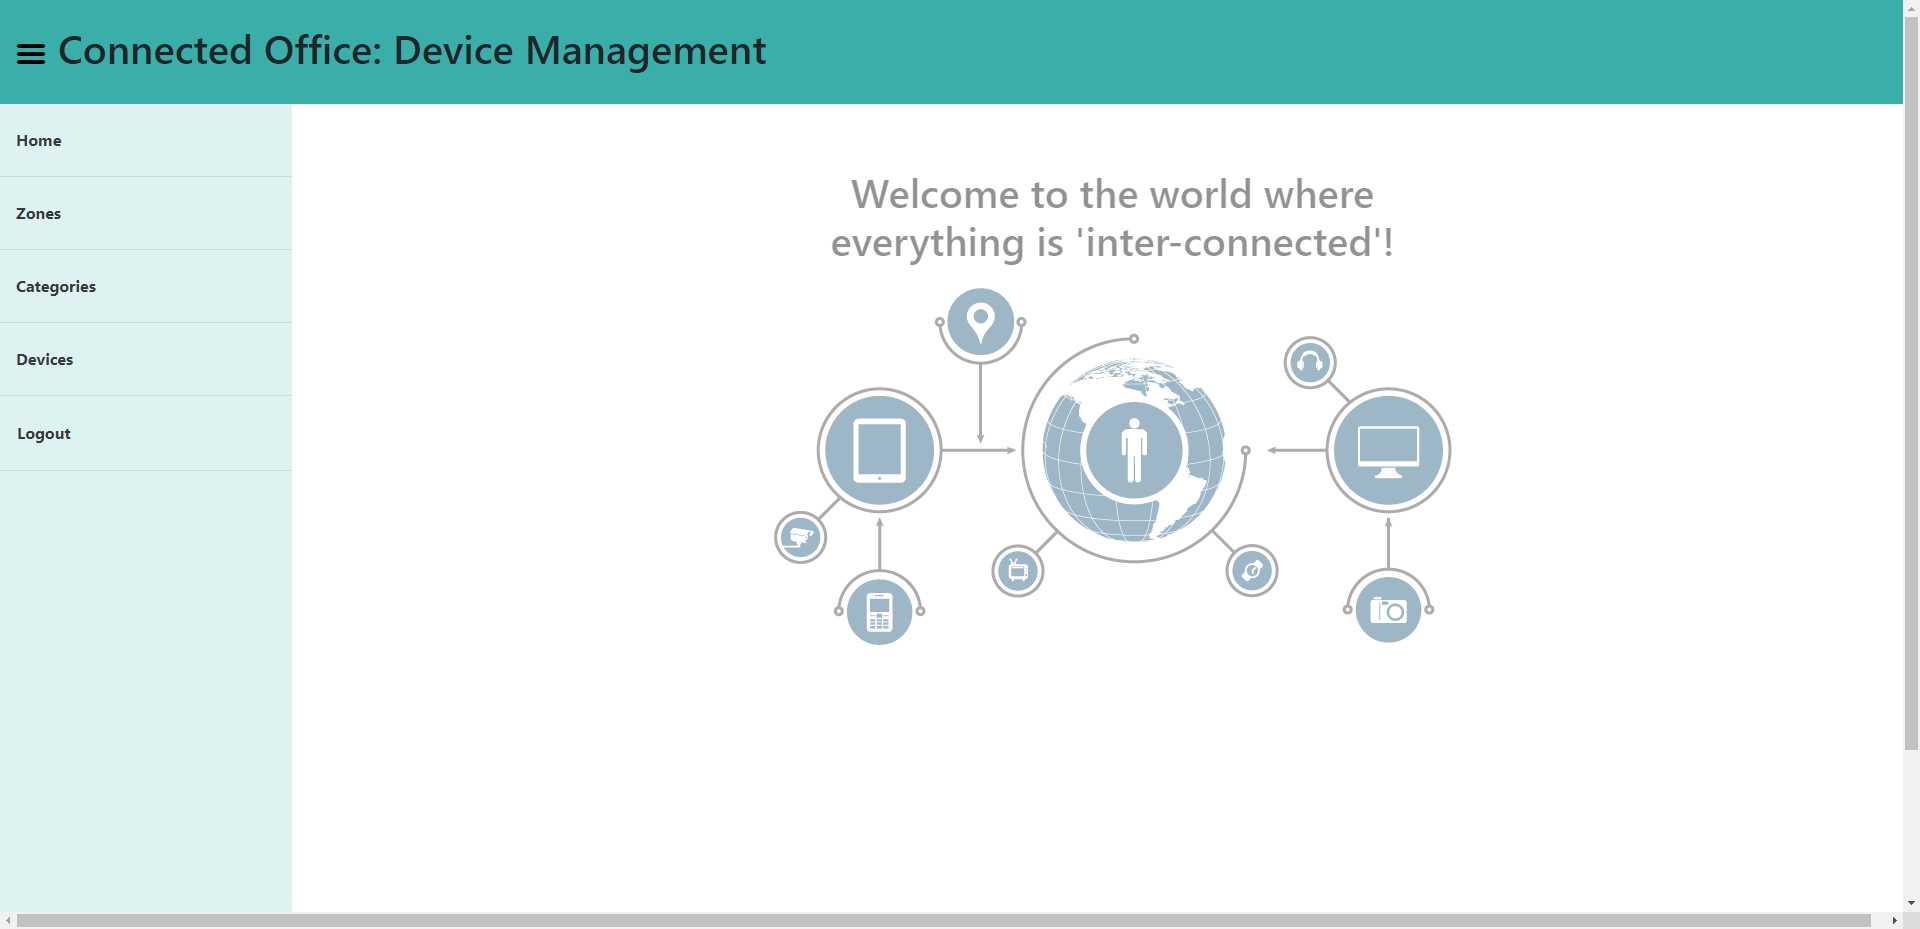 Connected Office: Device Management
Home
Zones
Categories
Devices
Logout
Welcome to the world where
everything is 'inter-connected'!